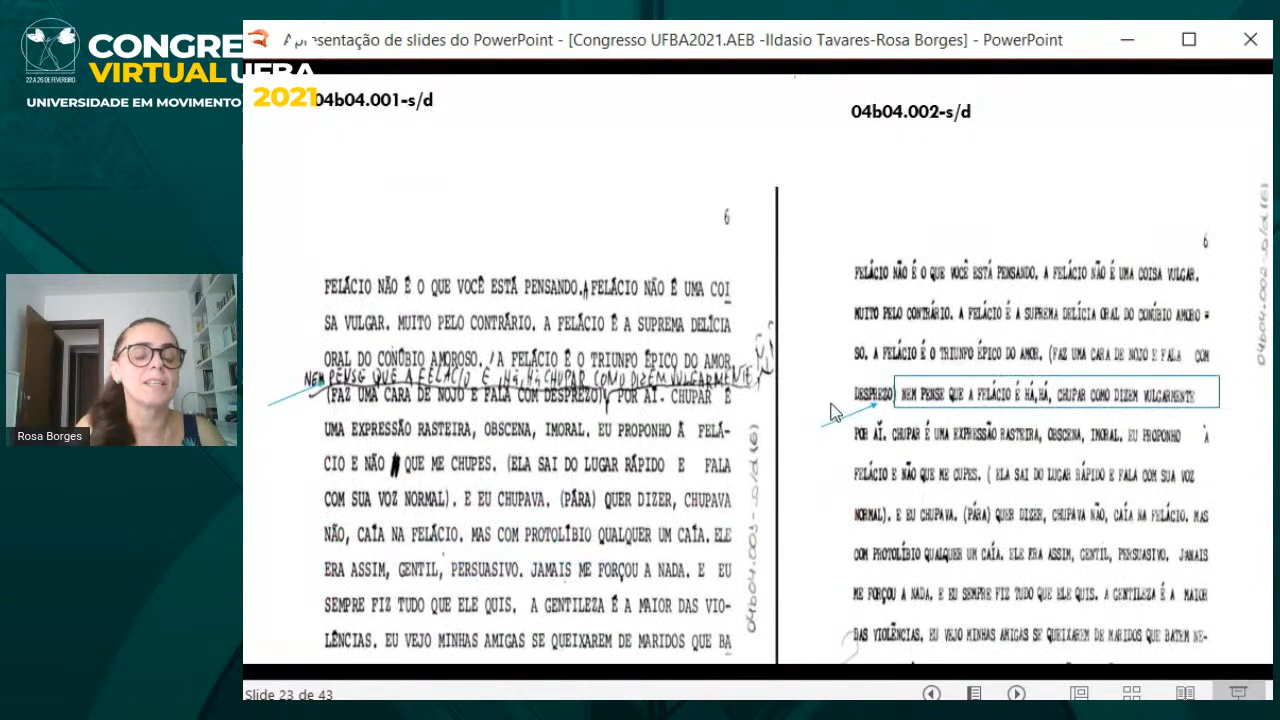 CONGRE
VIRTUAL UFBA
22 A 26 DE FEVEREIRO
UNIVERSIDADE EM MOVIMENTO 2021
Apresentação de slides do PowerPoint - [Congresso UFBA2021.AEB -Ildasio Tavares-Rosa Borges] - PowerPoint
04b04.001-s/d
6
FELÁCIO NÃO É O QUE VOCÊ ESTÁ PENSANDO. A FELÁCIO NÃO É UMA COI
SA VULGAR. MUITO PELO CONTRÁRIO. A FELÁCIO É A SUPREMA DELÍCIA
ORAL DO CONÚBIO AMOROSO. A FELÁCIO É O TRIUNFO ÉPICO DO AMOR.
NEM PENSE QUE A FELÁCIO É HÁ, HÁ, CHUPAR COMO DIZEM VULGARMENTE
(FAZ UMA CARA DE NOJO E FALA COM DESPREZO) POR AÍ. CHUPAR É
UMA EXPRESSÃO RASTEIRA, OBSCENA, IMORAL. EU PROPONHO À FELÁ-
CIO E NÃO QUE ME CHUPES. (ELA SAI DO LUGAR RÁPIDO E FALA
COM SUA VOZ NORMAL). E EU CHUPAVA. (PÁRA) QUER DIZER, CHUPAVA
NÃO, CAÍA NA FELÁCIO. MAS COM PROTOLÍBIO QUALQUER UM CAÍA. ELE
ERA ASSIM, GENTIL, PERSUASIVO. JAMAIS ME FORÇOU A NADA. E EU
SEMPRE FIZ TUDO QUE ELE QUIS. A GENTILEZA É A MAIOR DAS VIO-
LÊNCIAS. EU VEJO MINHAS AMIGAS SE QUEIXAREM DE MARIDOS QUE BA
04b04.003-s/d(6)
04b04.002-s/d
6
FELÁCIO NÃO É O QUE VOCÊ ESTÁ PENSANDO. A FELÁCIO NÃO É UMA COISA VULGAR.
MUITO PELO CONTRÁRIO. A FELÁCIO É A SUPREMA DELÍCIA ORAL DO CONÚBIO AMORO =
SO. A FELÁCIO É O TRIUNFO ÉPICO DO AMOR. (FAZ UMA CARA DE NOJO E FALA COM
DESPREZO) NEM PENSE QUE A FELÁCIO É HÁ,HÁ, CHUPAR COMO DIZEM VULGARMENTE
POR AÍ. CHUPAR É UMA EXPRESSÃO RASTEIRA, OBSCENA, IMORAL. EU PROPONHO À
FELÁCIO E NÃO QUE ME CUPES. ( ELA SAI DO LUGAR RÁPIDO E FALA COM SUA VOZ
NORMAL). E EU CHUPAVA. (PÁRA) QUER DIZER, CHUPAVA NÃO, CAÍA NA FELÁCIO. MAS
COM PROTOLÍBIO QUALQUER UM CAÍA. ELE ERA ASSIM, GENTIL, PERSUASIVO. JAMAIS
ME FORÇOU A NADA. E EU SEMPRE FIZ TUDO QUE ELE QUIS. A GENTILEZA É A MAIOR
DAS VIOLÊNCIAS. EU VEJO MINHAS AMIGAS SE QUEIXAREM DE MARIDOS QUE BATEM NE-
04b04.002-s/d(6)
Rosa Borges
Slide 23 de 43